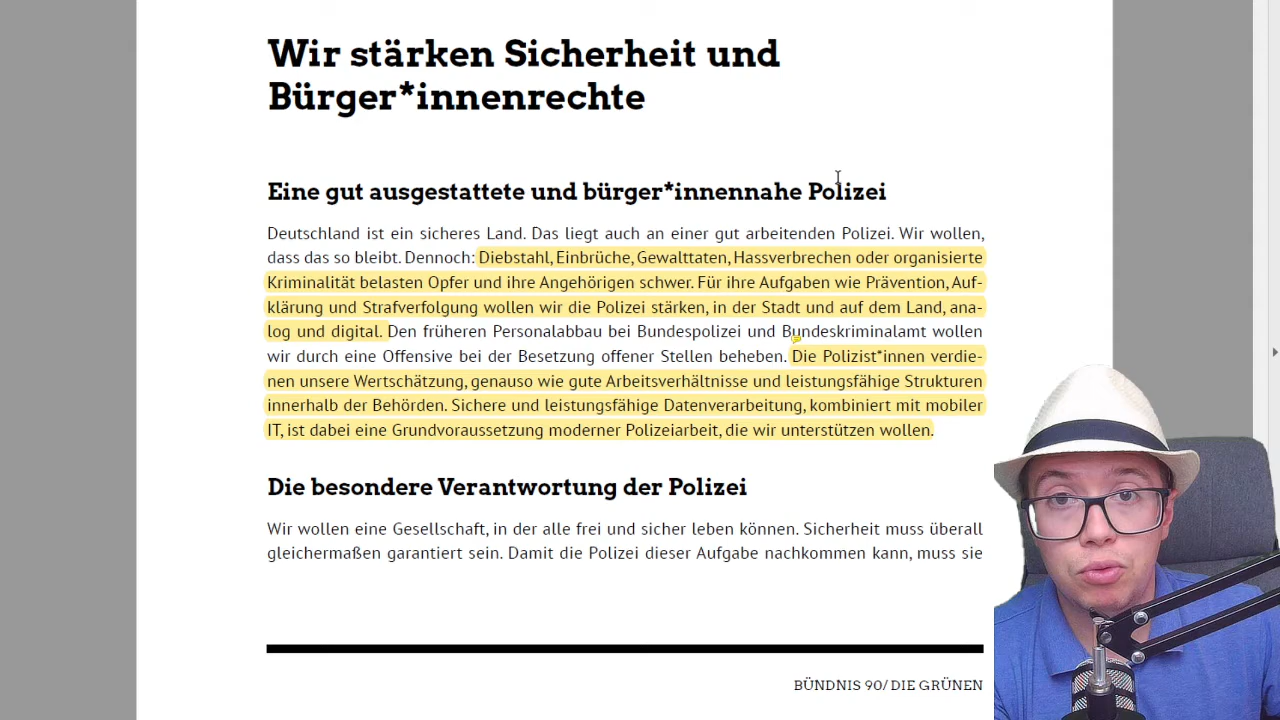 Wir stärken Sicherheit und
Bürger*innenrechte
Eine gut ausgestattete und bürger*innennahe Polizei
Deutschland ist ein sicheres Land. Das liegt auch an einer gut arbeitenden Polizei. Wir wollen,
dass das so bleibt. Dennoch: Diebstahl, Einbrüche, Gewalttaten, Hassverbrechen oder organisierte
Kriminalität belasten Opfer und ihre Angehörigen schwer. Für ihre Aufgaben wie Prävention, Auf-
klärung und Strafverfolgung wollen wir die Polizei stärken, in der Stadt und auf dem Land, ana-
log und digital. Den früheren Personalabbau bei Bundespolizei und Bundeskriminalamt wollen
wir durch eine Offensive bei der Besetzung offener Stellen beheben. Die Polizist*innen verdie-
nen unsere Wertschätzung, genauso wie gute Arbeitsverhältnisse und leistungsfähige Strukturen
innerhalb der Behörden. Sichere und leistungsfähige Datenverarbeitung, kombiniert mit mobiler
IT, ist dabei eine Grundvoraussetzung moderner Polizeiarbeit, die wir unterstützen wollen.
Die besondere Verantwortung der Polizei
Wir wollen eine Gesellschaft, in der alle frei und sicher leben können. Sicherheit muss überall
gleichermaßen garantiert sein. Damit die Polizei dieser Aufgabe nachkommen kann, muss sie
BÜNDNIS 90/ DIE GRÜNEN